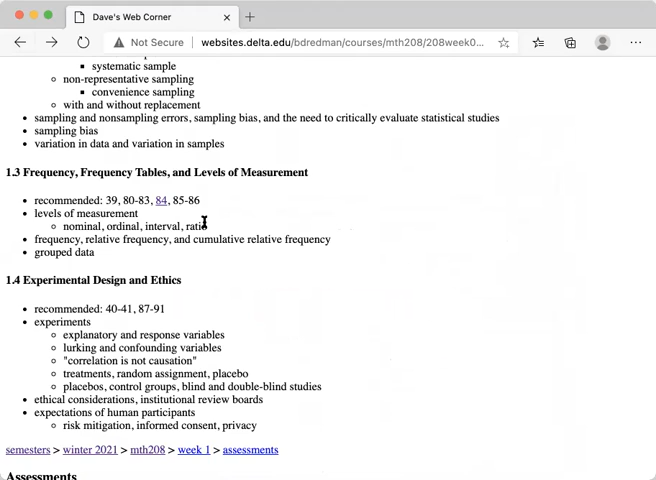 Dave's Web Corner
Not Secure websites.delta.edu/bdredman/courses/mth208/208week0...
systematic sample
non-representative sampling
convenience sampling
with and without replacement
sampling and nonsampling errors, sampling bias, and the need to critically evaluate statistical studies
sampling bias
variation in data and variation in samples
1.3 Frequency, Frequency Tables, and Levels of Measurement
recommended: 39, 80-83, 84, 85-86
levels of measurement
nominal, ordinal, interval, ratio
frequency, relative frequency, and cumulative relative frequency
grouped data
1.4 Experimental Design and Ethics
recommended: 40-41, 87-91
experiments
explanatory and response variables
lurking and confounding variables
"correlation is not causation"
treatments, random assignment, placebo
placebos, control groups, blind and double-blind studies
ethical considerations, institutional review boards
expectations of human participants
risk mitigation, informed consent, privacy
semesters > winter 2021 > mth208 > week 1 > assessments
Assessments